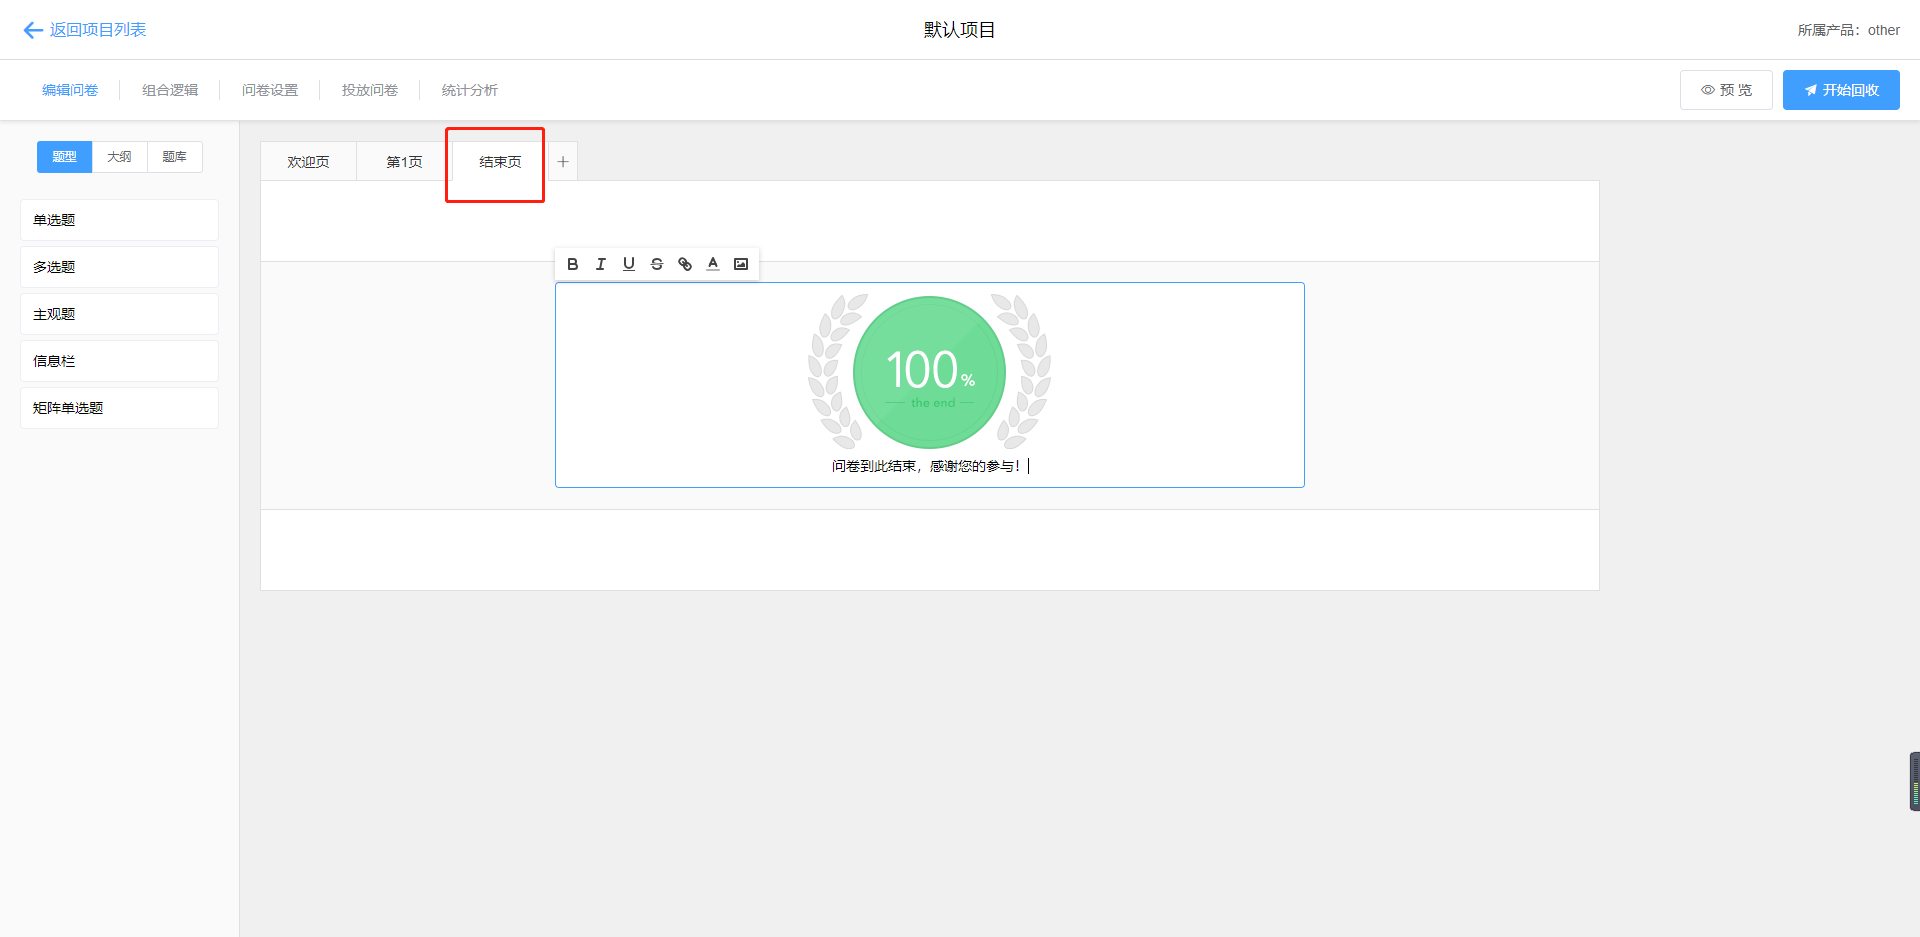 返回项目列表
默认项目
所属产品：other
编辑问卷 组合逻辑 问卷设置 投放问卷 统计分析
预 览
开始回收
题型 大纲 题库
欢迎页 第1页 结束页 +
单选题
多选题
主观题
信息栏
矩阵单选题
B I U S A
100%
the end
问卷到此结束，感谢您的参与！